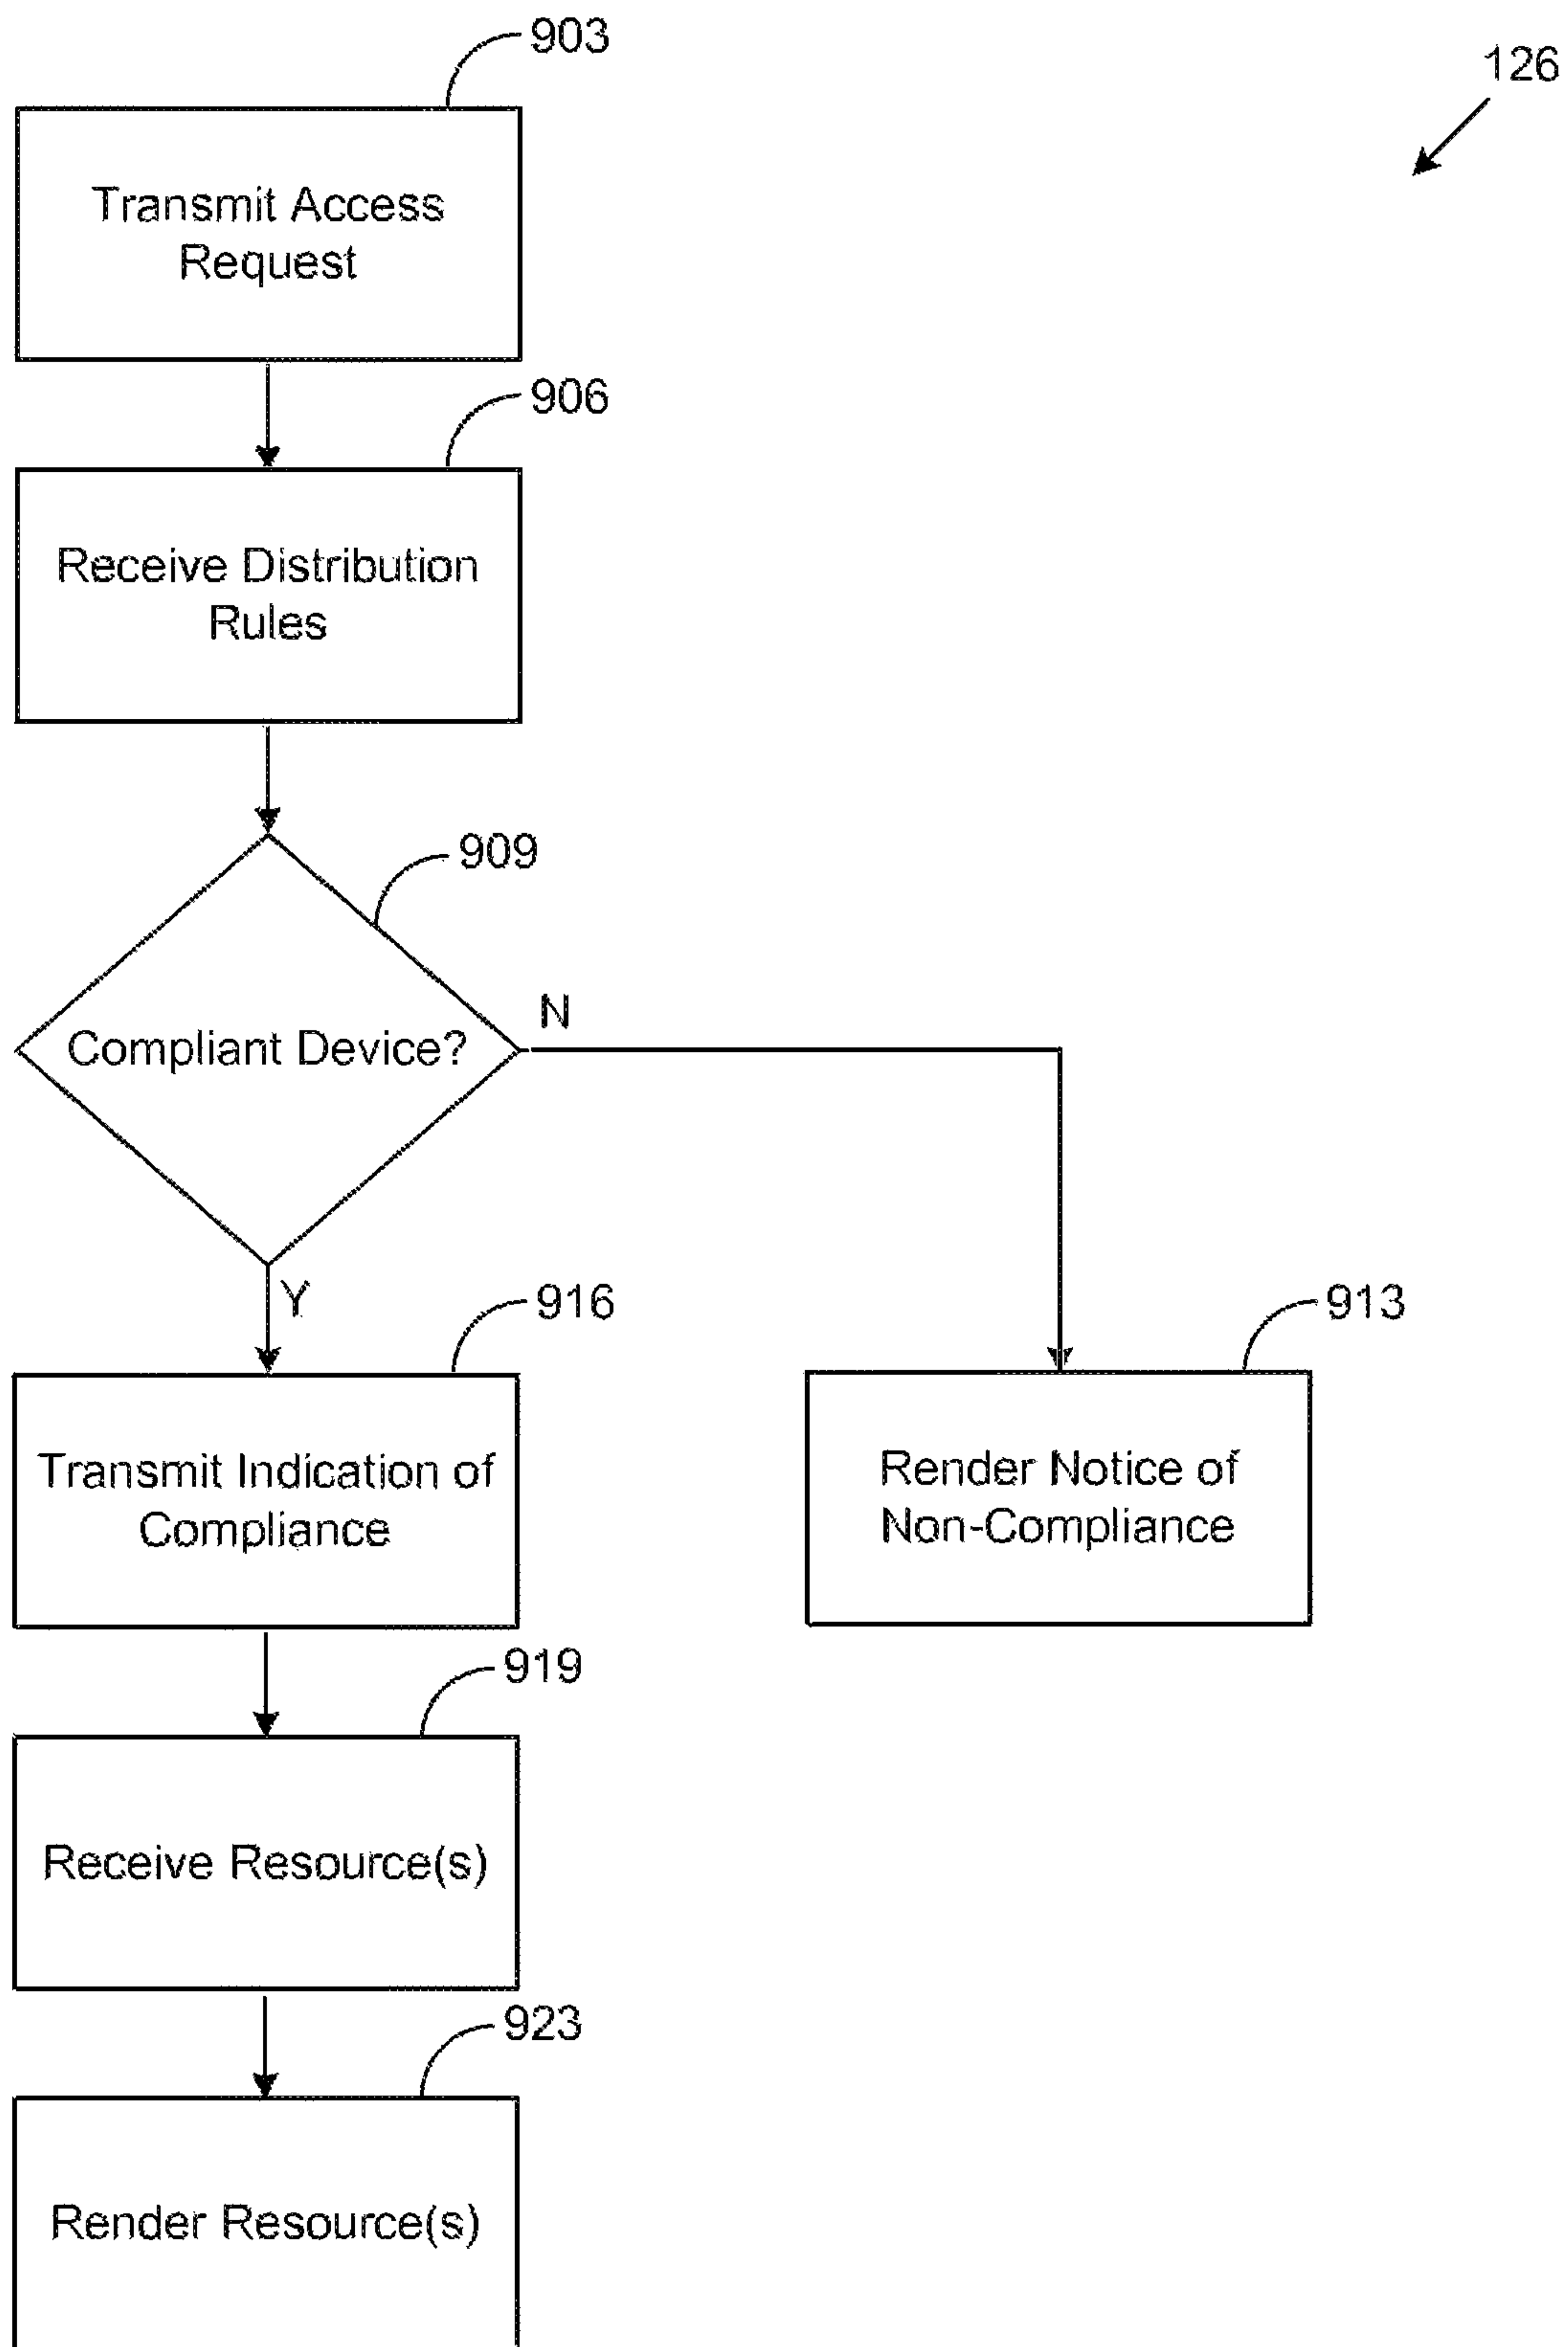 903
126
Transmit Access
Request
906
Receive Distribution
Rules
909
Compliant Device?
N
Y
916
913
Transmit Indication of
Compliance
Render Notice of
Non-Compliance
919
Receive Resource(s)
923
Render Resource(s)